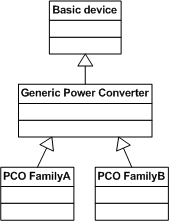 Basic device
Generic Power Converter
PCO FamilyA
PCO FamilyB